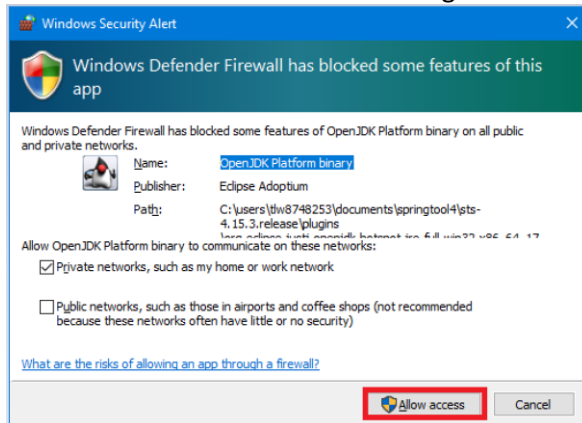 Windows Security Alert
Windows Defender Firewall has blocked some features of this
app
Windows Defender Firewall has blocked some features of OpenJDK Platform binary on all public
and private networks.
Name: OpenJDK Platform binary
Publisher: Eclipse Adoptium
Path: C:\users\tlw8748253\documents\springtool4\sts-
4.15.3.release\plugins
Allow OpenJDK Platform binary to communicate on these networks:
Private networks, such as my home or work network
Public networks, such as those in airports and coffee shops (not recommended
because these networks often have little or no security)
What are the risks of allowing an app through a firewall?
Allow access Cancel